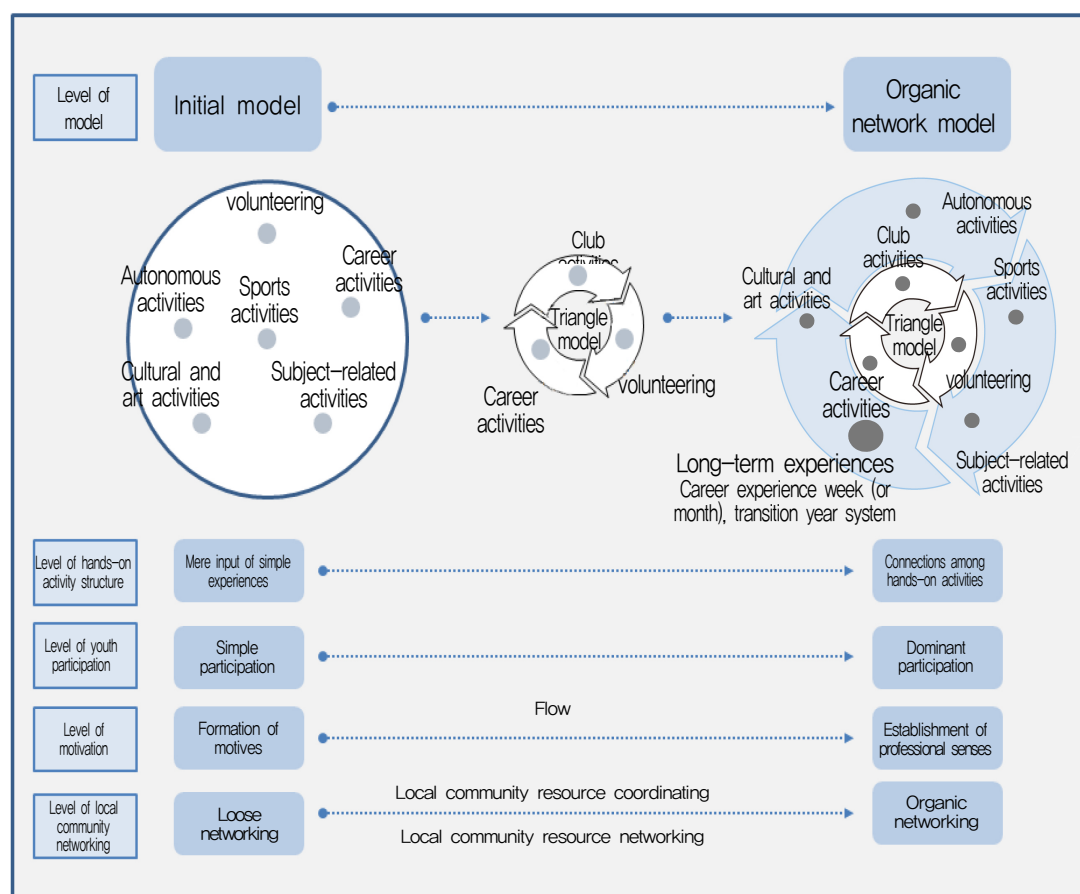 Level of
model
Initial model
Organic
network model
volunteering
Autonomous
activities
Sports
activities
Career
activities
Cultural and
art activities
Subject-related
activities
Club
activities
Triangle
model
Career
activities
volunteering
Autonomous
activities
Club
activities
Cultural and
art activities
Sports
activities
Triangle
model
Career
activities
volunteering
Subject-related
activities
Long-term experiences
Career experience week (or
month), transition year system
Level of hands-on
activity structure
Mere input of simple
experiences
Connections among
hands-on activities
Level of youth
participation
Simple
participation
Dominant
participation
Level of
motivation
Formation of
motives
Flow
Establishment of
professional senses
Level of local
community
networking
Loose
networking
Local community resource coordinating
Local community resource networking
Organic
networking